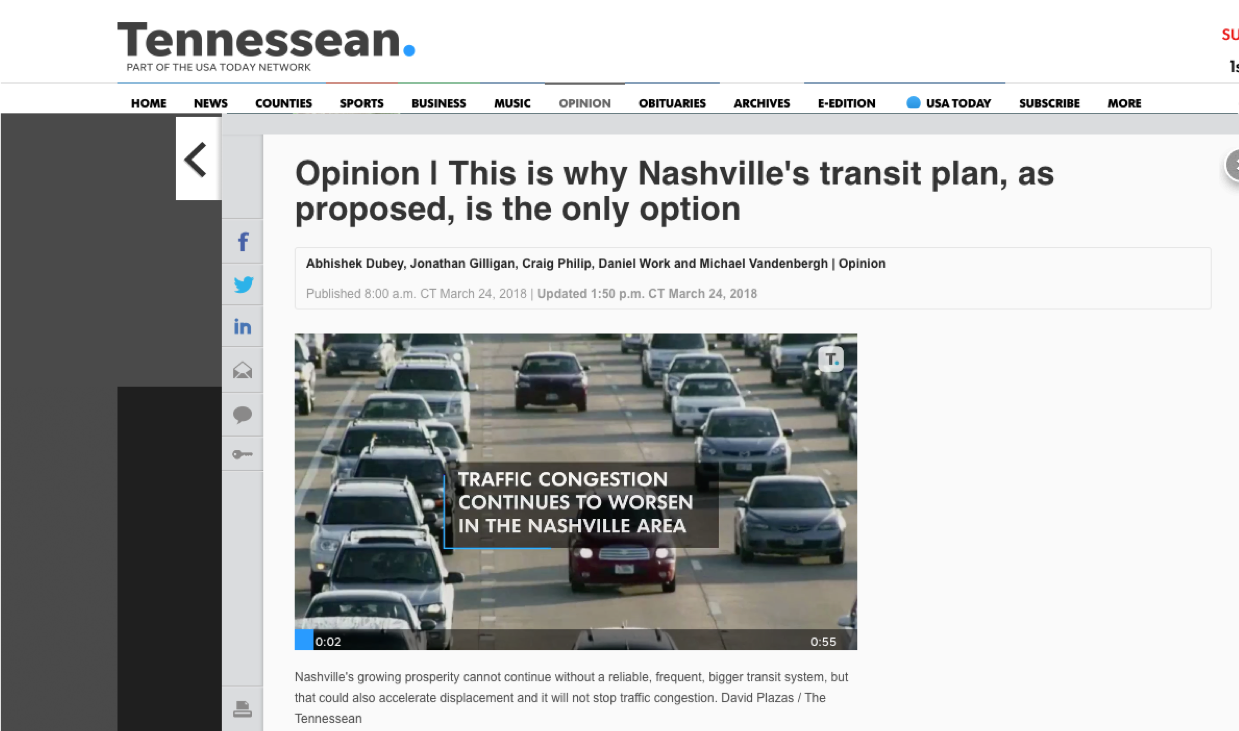 Tennessean.
PART OF THE USA TODAY NETWORK
SU
1s
HOME NEWS COUNTIES SPORTS BUSINESS MUSIC OPINION OBITUARIES ARCHIVES E-EDITION USA TODAY SUBSCRIBE MORE
Opinion | This is why Nashville's transit plan, as
proposed, is the only option
Abhishek Dubey, Jonathan Gilligan, Craig Philip, Daniel Work and Michael Vandenbergh | Opinion
Published 8:00 a.m. CT March 24, 2018 | Updated 1:50 p.m. CT March 24, 2018
f
in
T.
TRAFFIC CONGESTION
CONTINUES TO WORSEN
IN THE NASHVILLE AREA
0:02 0:55
Nashville's growing prosperity cannot continue without a reliable, frequent, bigger transit system, but
that could also accelerate displacement and it will not stop traffic congestion. David Plazas / The
Tennessean